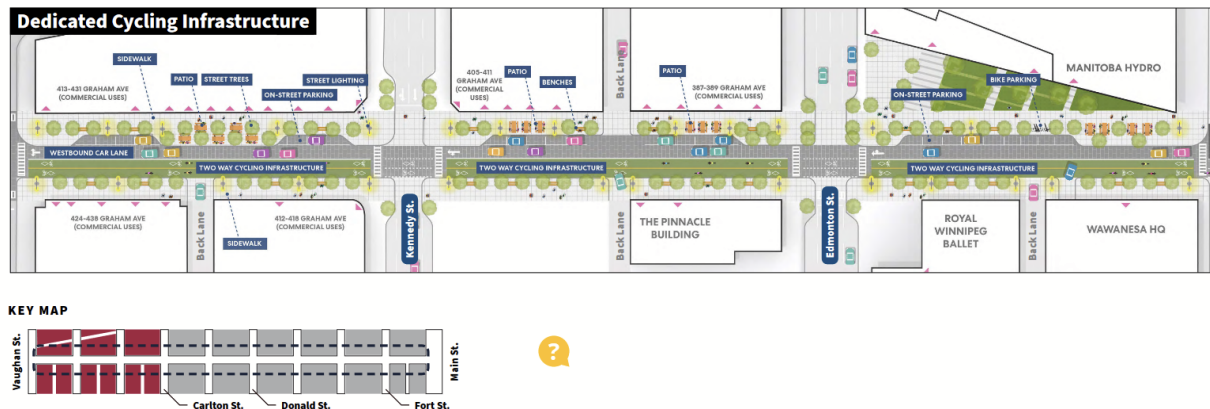 Dedicated Cycling Infrastructure
SIDEWALK
PATIO
STREET TREES
STREET LIGHTING
ON-STREET PARKING
413-431 GRAHAM AVE
(COMMERCIAL USES)
405-411
GRAHAM AVE
(COMMERCIAL
USES)
PATIO
BENCHES
Back Lane
PATIO
387-389 GRAHAM AVE
(COMMERCIAL USES)
BIKE PARKING
ON-STREET PARKING
MANITOBA HYDRO
WESTBOUND CAR LANE
TWO WAY CYCLING INFRASTRUCTURE
TWO WAY CYCLING INFRASTRUCTURE
TWO WAY CYCLING INFRASTRUCTURE
424-438 GRAHAM AVE
(COMMERCIAL USES)
Back Lane
SIDEWALK
412-418 GRAHAM AVE
(COMMERCIAL USES)
Kennedy St.
Back Lane
THE PINNACLE
BUILDING
Edmonton St.
ROYAL
WINNIPEG
BALLET
Back Lane
WAWANESA HQ
KEY MAP
Vaughan St.
Main St.
Carlton St.
Donald St.
Fort St.
?